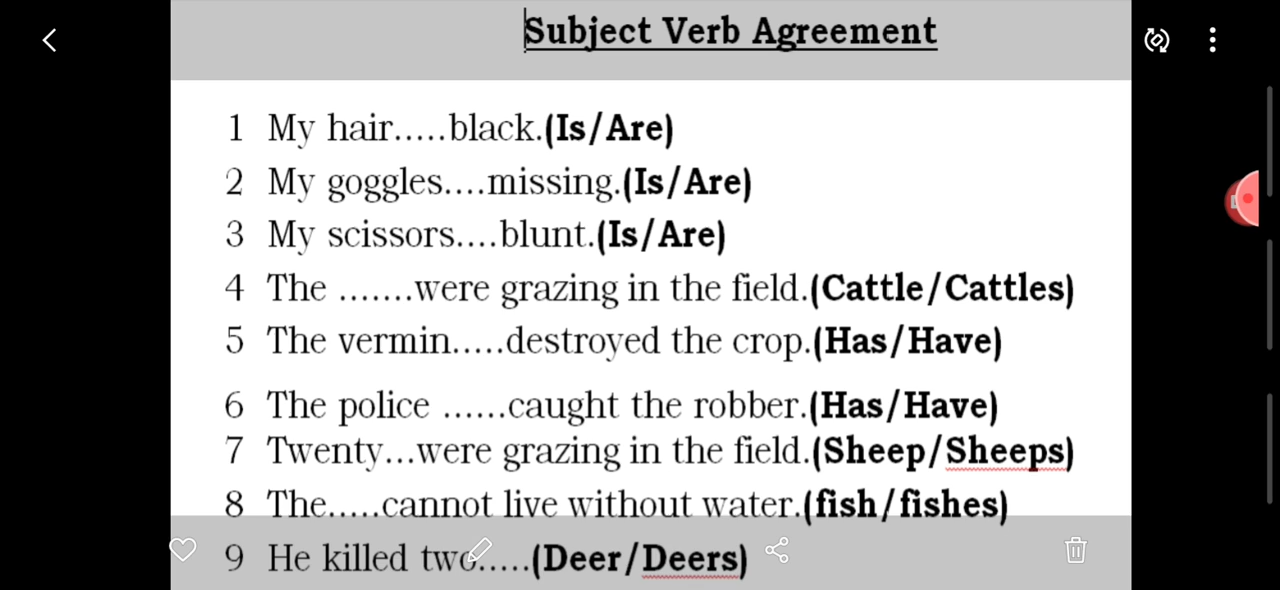 Subject Verb Agreement
1 My hair.....black.(Is/Are)
2 My goggles....missing.(Is/Are)
3 My scissors....blunt.(Is/Are)
4 The .......were grazing in the field.(Cattle/Cattles)
5 The vermin.....destroyed the crop.(Has/Have)
6 The police ......caught the robber.(Has/Have)
7 Twenty...were grazing in the field.(Sheep/Sheeps)
8 The.....cannot live without water.(fish/fishes)
9 He killed two.....(Deer/Deers)